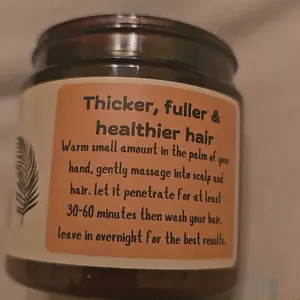 Thicker, fuller &
healthier hair
Warm small amount in the palm of your
hand, gently massage into scalp and
hair. let it penetrate for at least
30-60 minutes then wash your hair.
leave in overnight for the best results.